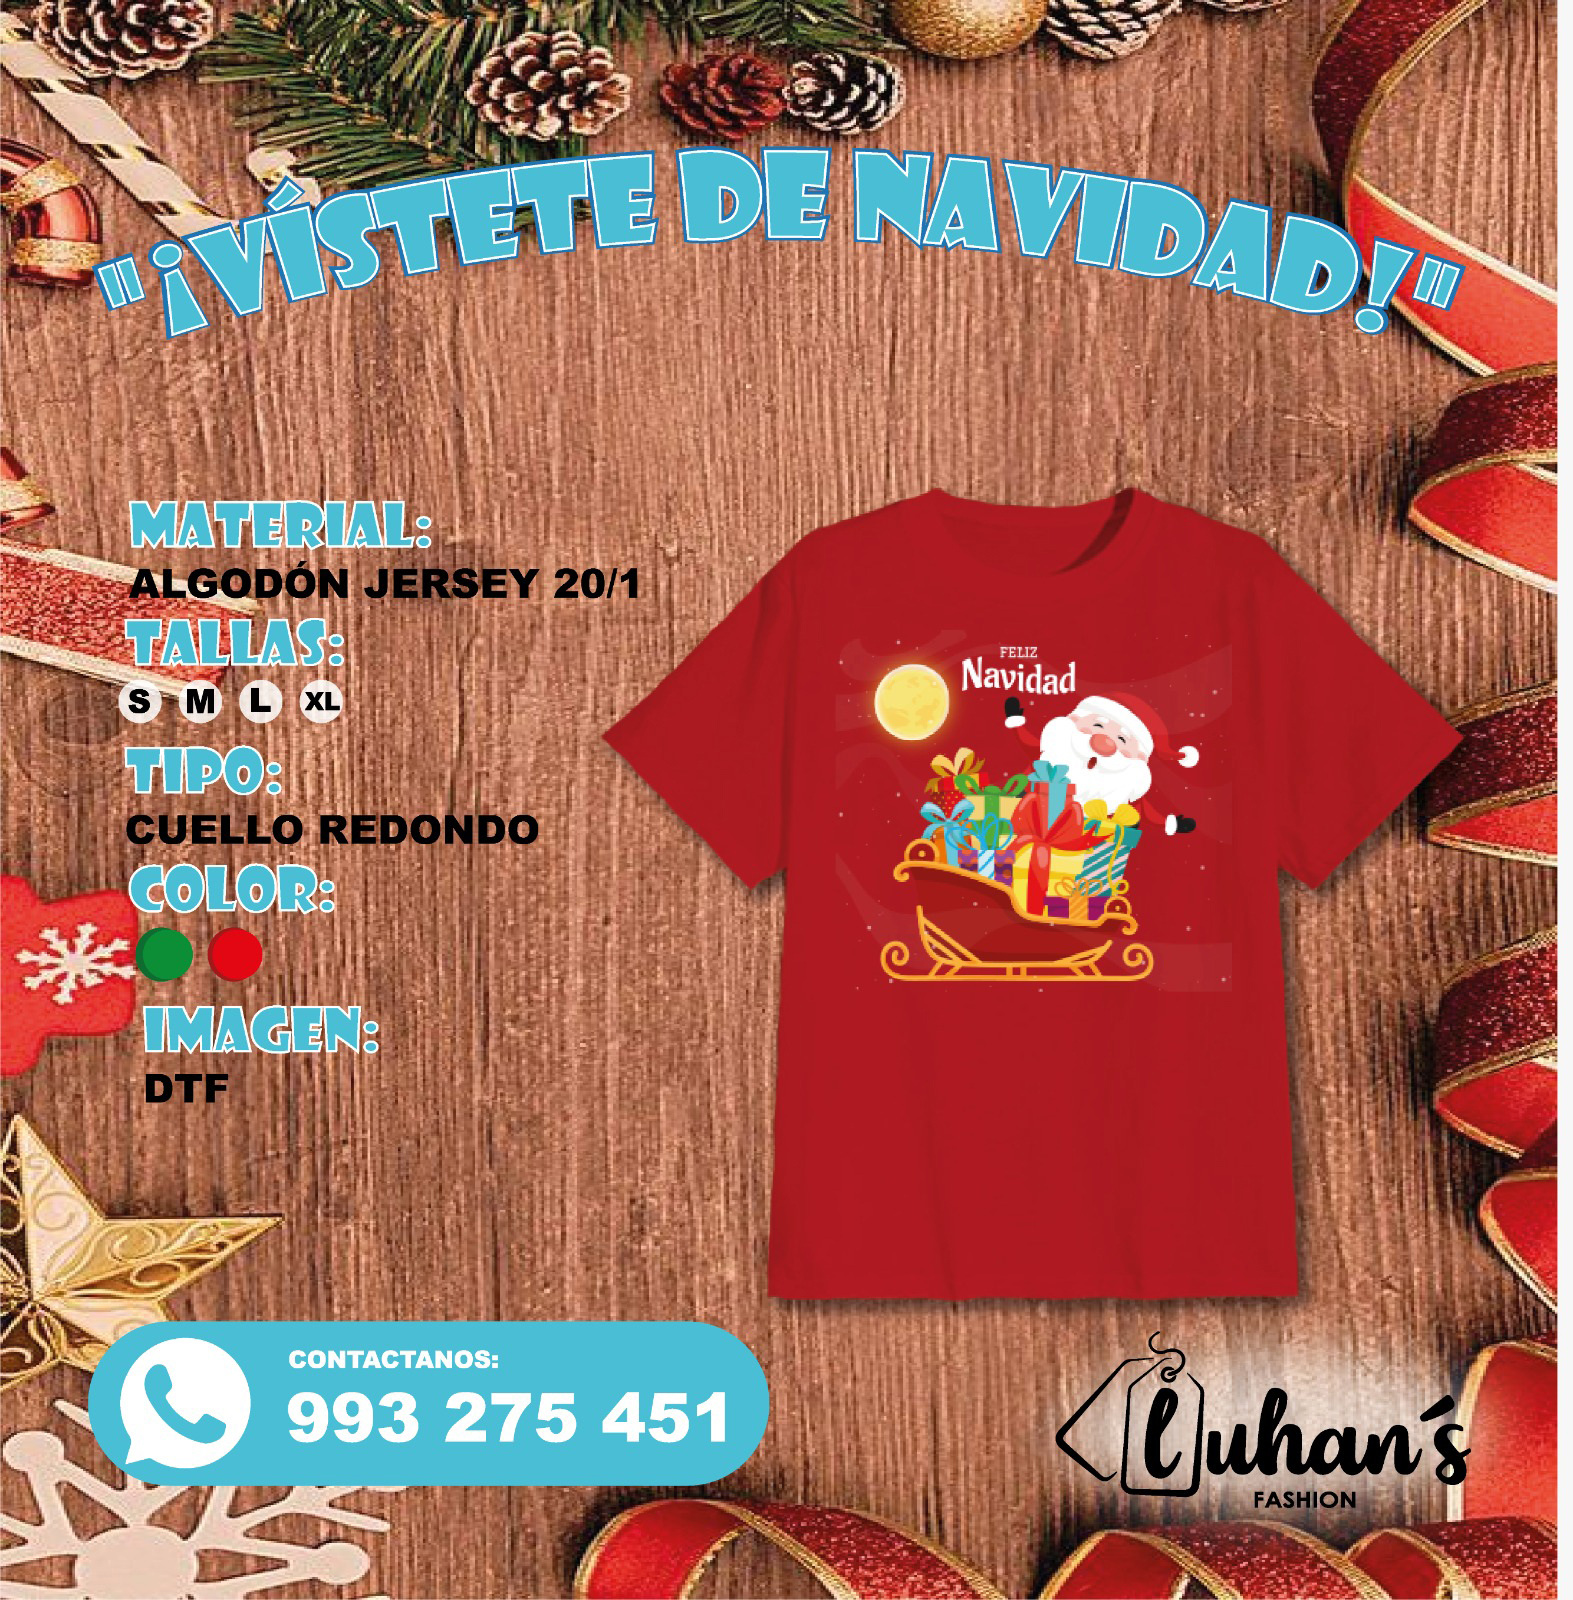 "¡VÍSTETE DE NAVIDAD!"
MATERIAL:
ALGODÓN JERSEY 20/1
TALLAS:
S M L XL
TIPO:
CUELLO REDONDO
COLOR:
IMAGEN:
DTF
FELIZ
Navidad
CONTACTANOS:
993 275 451
Luhan´s
FASHION